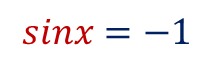 sinx = −1